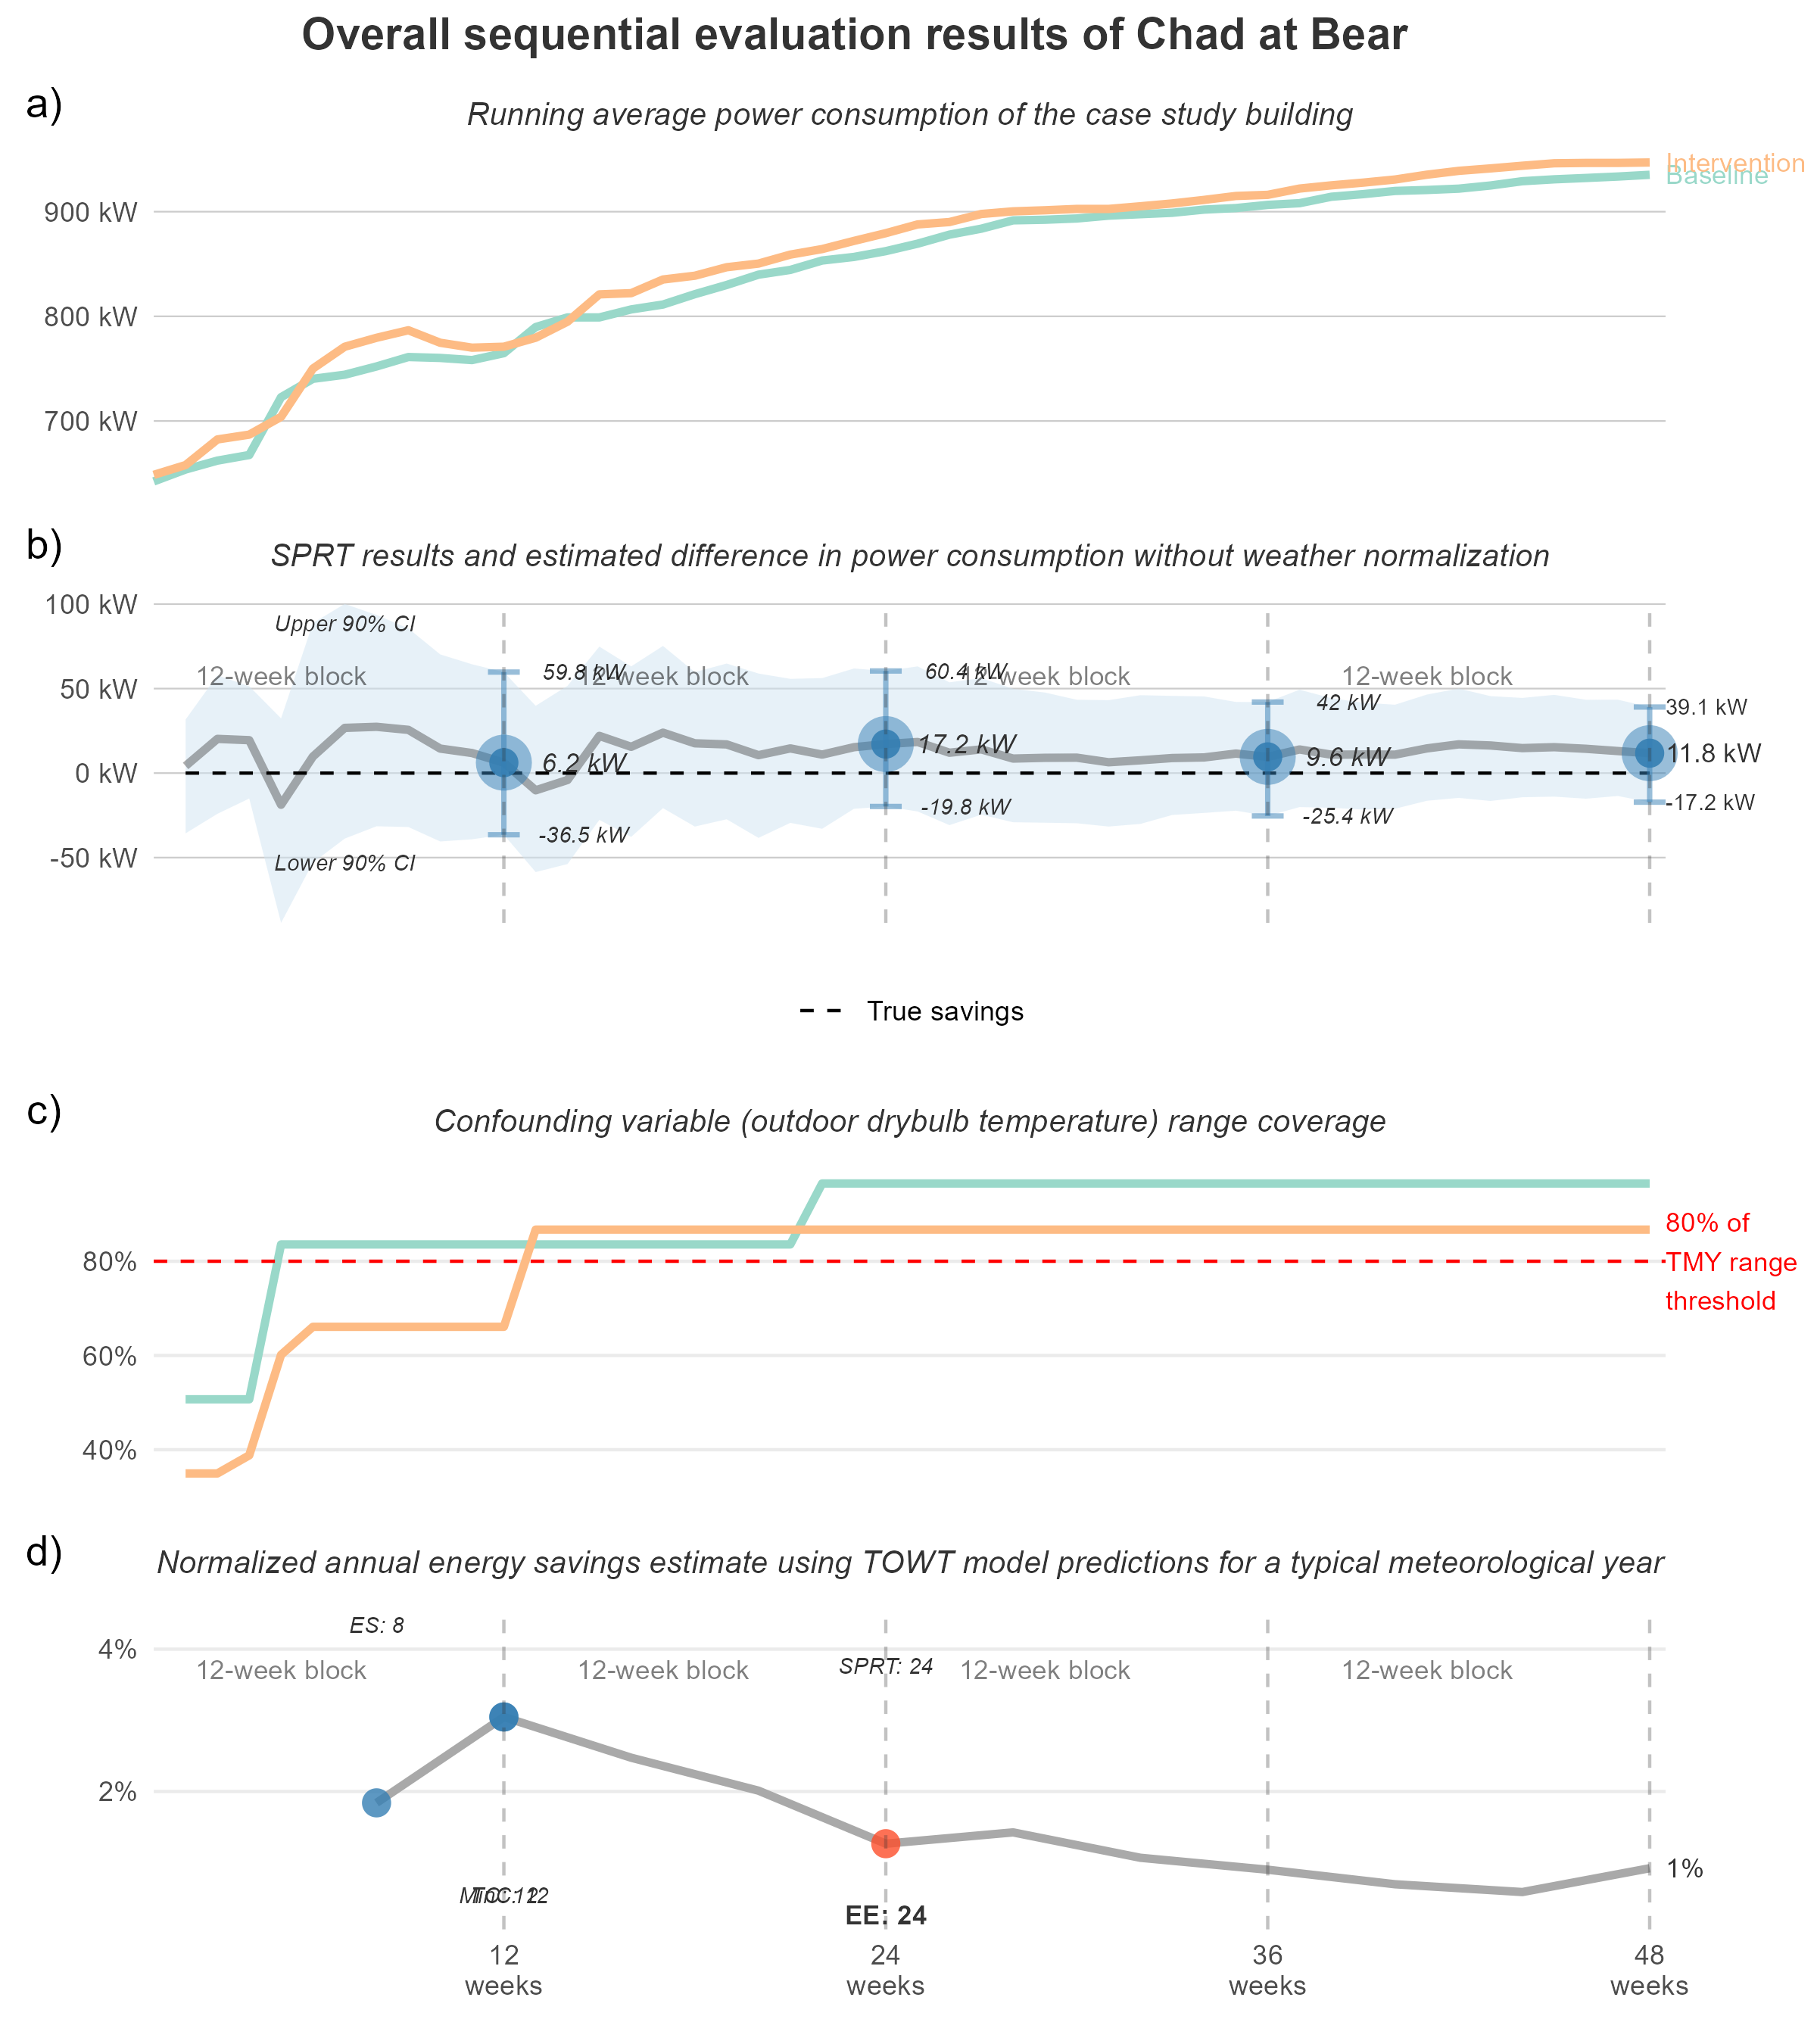 Overall sequential evaluation results of Chad at Bear
a)
Running average power consumption of the case study building
Intervention
Baseline
900 kW
800 kW
700 kW
b)
SPRT results and estimated difference in power consumption without weather normalization
100 kW
Upper 90% CI
12-week block
12-week block
12-week block
12-week block
59.8 kW
60.4 kW
42 kW
39.1 kW
50 kW
6.2 kW
17.2 kW
9.6 kW
11.8 kW
0 kW
-36.5 kW
-19.8 kW
-25.4 kW
-17.2 kW
-50 kW
Lower 90% CI
True savings
c)
Confounding variable (outdoor drybulb temperature) range coverage
80% of
TMY range
threshold
80%
60%
40%
d)
Normalized annual energy savings estimate using TOWT model predictions for a typical meteorological year
ES: 8
4%
12-week block
12-week block
SPRT: 24
12-week block
12-week block
2%
1%
EE: 24
12
weeks
24
weeks
36
weeks
48
weeks